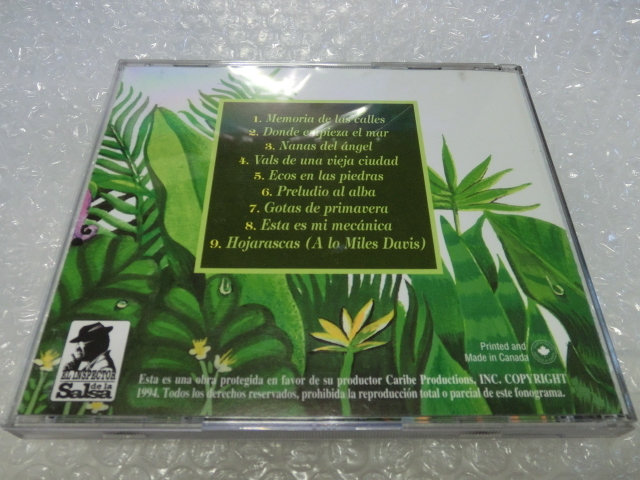 1. Memoria de las calles
2. Donde empieza el mar
3. Nanas del ángel
4. Vals de una vieja ciudad
5. Ecos en las piedras
6. Preludio al alba
7. Gotas de primavera
8. Esta es mi mecánica
9. Hojarascas (A lo Miles Davis)
Printed and
Made in Canada
EL INSPECTOR
de la
Salsa
Esta es una obra protegida en favor de su productor Caribe Productions, INC. COPYRIGHT
1994. Todos los derechos reservados, prohibida la reproducción total o parcial de este fonograma.